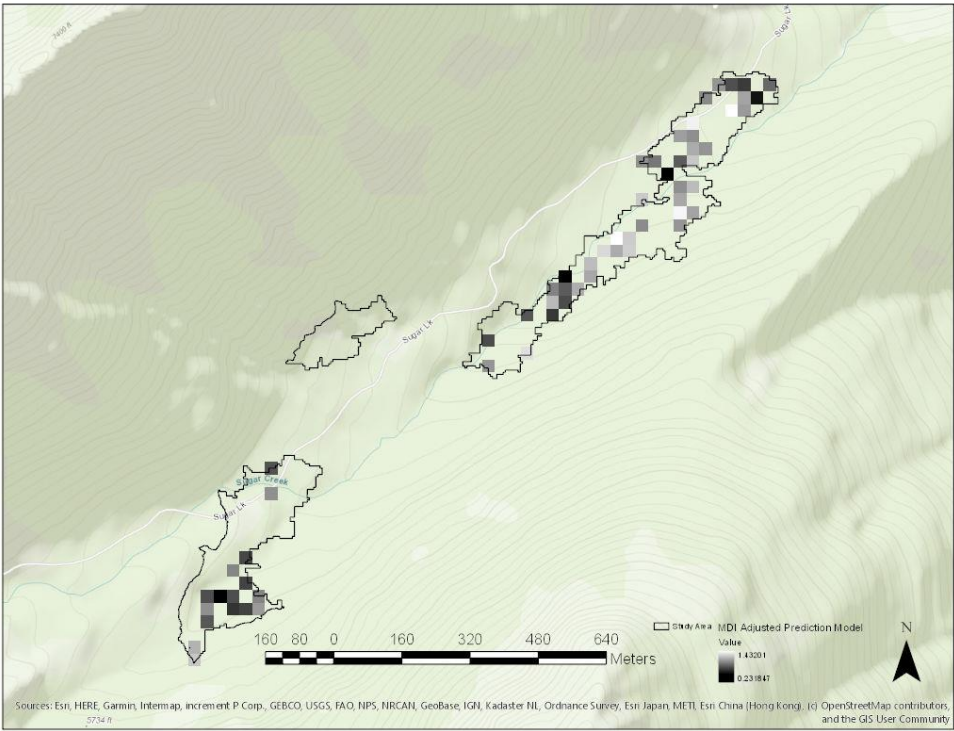 7400 ft
Sugar Lk
Sugar Lk
Sugar Creek
Sugar Lk
160 80 0 160 320 480 640
Meters
Study Area
MDI Adjusted Prediction Model
Value
1.43201
0.231847
N
Sources: Esri, HERE, Garmin, Intermap, increment P Corp., GEBCO, USGS, FAO, NPS, NRCAN, GeoBase, IGN, Kadaster NL, Ordnance Survey, Esri Japan, METI, Esri China (Hong Kong), (c) OpenStreetMap contributors,
and the GIS User Community
5734 ft